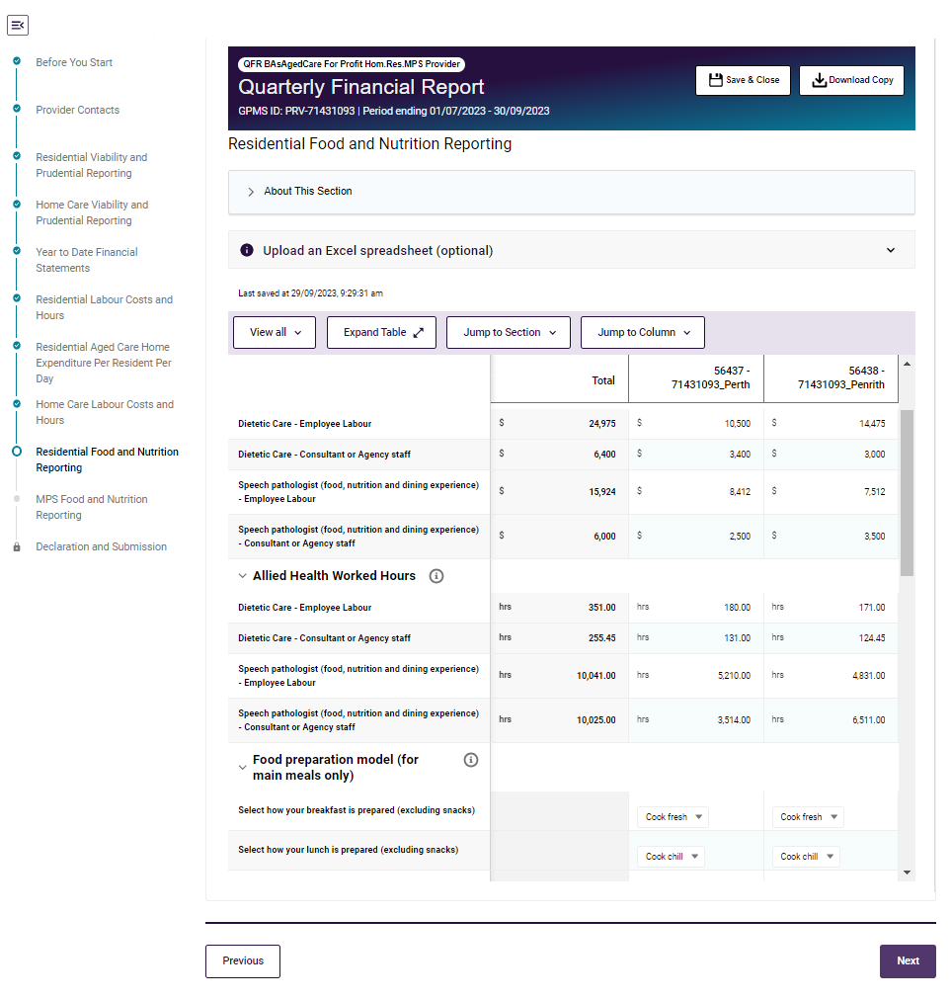 Before You Start
Provider Contacts
Residential Viability and
Prudential Reporting
Home Care Viability and
Prudential Reporting
Year to Date Financial
Statements
Residential Labour Costs and
Hours
Residential Aged Care Home
Expenditure Per Resident Per
Day
Home Care Labour Costs and
Hours
Residential Food and Nutrition
Reporting
MPS Food and Nutrition
Reporting
Declaration and Submission
QFR BAsAgedCare For Profit Hom.Res.MPS Provider
Quarterly Financial Report
GPMS ID: PRV-71431093 | Period ending 01/07/2023 - 30/09/2023
Save & Close
Download Copy
Residential Food and Nutrition Reporting
About This Section
Upload an Excel spreadsheet (optional)
Last saved at 29/09/2023, 9:29:31 am
View all
Expand Table
Jump to Section
Jump to Column
Total
56437 -
71431093_Perth
56438 -
71431093_Penrith
Dietetic Care - Employee Labour $ 24,975 $ 10,500 $ 14,475
Dietetic Care - Consultant or Agency staff $ 6,400 $ 3,400 $ 3,000
Speech pathologist (food, nutrition and dining experience)
- Employee Labour $ 15,924 $ 8,412 $ 7,512
Speech pathologist (food, nutrition and dining experience)
- Consultant or Agency staff $ 6,000 $ 2,500 $ 3,500
Allied Health Worked Hours
Dietetic Care - Employee Labour hrs 351.00 hrs 180.00 hrs 171.00
Dietetic Care - Consultant or Agency staff hrs 255.45 hrs 131.00 hrs 124.45
Speech pathologist (food, nutrition and dining experience)
- Employee Labour hrs 10,041.00 hrs 5,210.00 hrs 4,831.00
Speech pathologist (food, nutrition and dining experience)
- Consultant or Agency staff hrs 10,025.00 hrs 3,514.00 hrs 6,511.00
Food preparation model (for
main meals only)
Select how your breakfast is prepared (excluding snacks) Cook fresh Cook fresh
Select how your lunch is prepared (excluding snacks) Cook chill Cook chill
Previous
Next